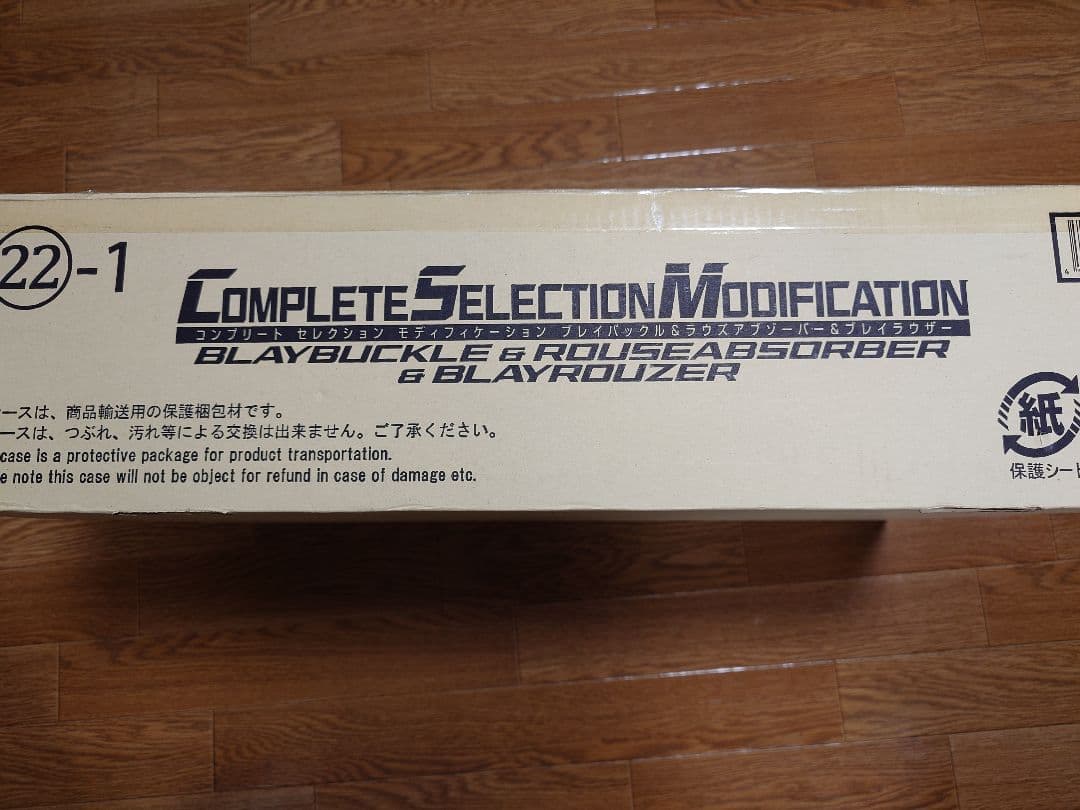 22-1
COMPLETE SELECTION MODIFICATION
コンプリート セレクション モディフィケーション ブレイバックル&ラウズアブゾーバー&ブレイラウザー
BLAYBUCKLE & ROUSEABSORBER
& BLAYROUZER
ースは、商品輸送用の保護梱包材です。
ースは、つぶれ、汚れ等による交換は出来ません。ご了承ください。
case is a protective package for product transportation.
e note this case will not be object for refund in case of damage etc.
紙
保護シート